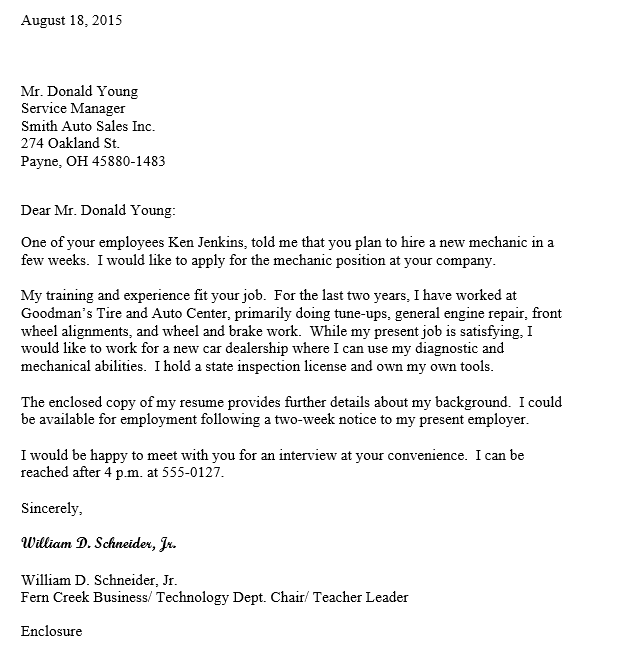 August 18, 2015
Mr. Donald Young
Service Manager
Smith Auto Sales Inc.
274 Oakland St.
Payne, OH 45880-1483
Dear Mr. Donald Young:
One of your employees Ken Jenkins, told me that you plan to hire a new mechanic in a
few weeks.  I would like to apply for the mechanic position at your company.
My training and experience fit your job.  For the last two years, I have worked at
Goodman’s Tire and Auto Center, primarily doing tune-ups, general engine repair, front
wheel alignments, and wheel and brake work.  While my present job is satisfying, I
would like to work for a new car dealership where I can use my diagnostic and
mechanical abilities.  I hold a state inspection license and own my own tools.
The enclosed copy of my resume provides further details about my background.  I could
be available for employment following a two-week notice to my present employer.
I would be happy to meet with you for an interview at your convenience.  I can be
reached after 4 p.m. at 555-0127.
Sincerely,
William D. Schneider, Jr.
William D. Schneider, Jr.
Fern Creek Business/ Technology Dept. Chair/ Teacher Leader
Enclosure